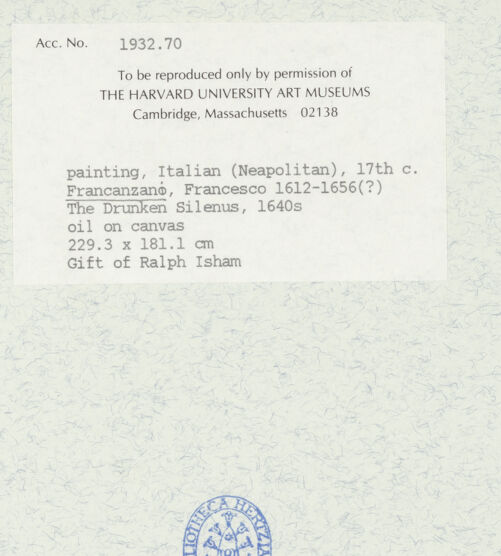 Acc. No. 1932.70
To be reproduced only by permission of
THE HARVARD UNIVERSITY ART MUSEUMS
Cambridge, Massachusetts 02138
painting, Italian (Neapolitan), 17th c.
Francanzano, Francesco 1612-1656(?)
The Drunken Silenus, 1640s
oil on canvas
229.3 x 181.1 cm
Gift of Ralph Isham
BLIOTHECA HERTZIA